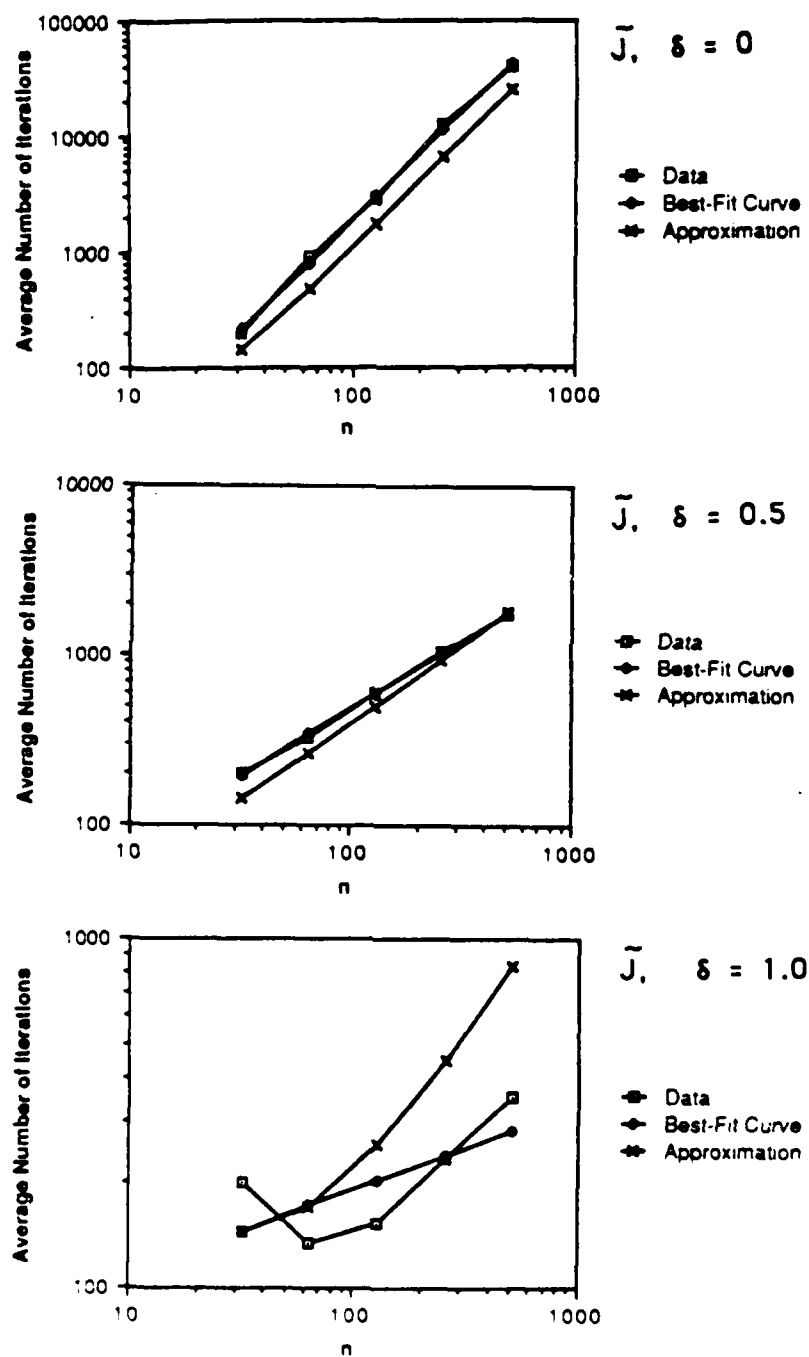 100000
10000
1000
100
10
100
1000
Average Number of Iterations
n
J̃, δ = 0
Data
Best-Fit Curve
Approximation
10000
1000
100
10
100
1000
Average Number of Iterations
n
J̃, δ = 0.5
Data
Best-Fit Curve
Approximation
1000
100
10
100
1000
Average Number of Iterations
n
J̃, δ = 1.0
Data
Best-Fit Curve
Approximation